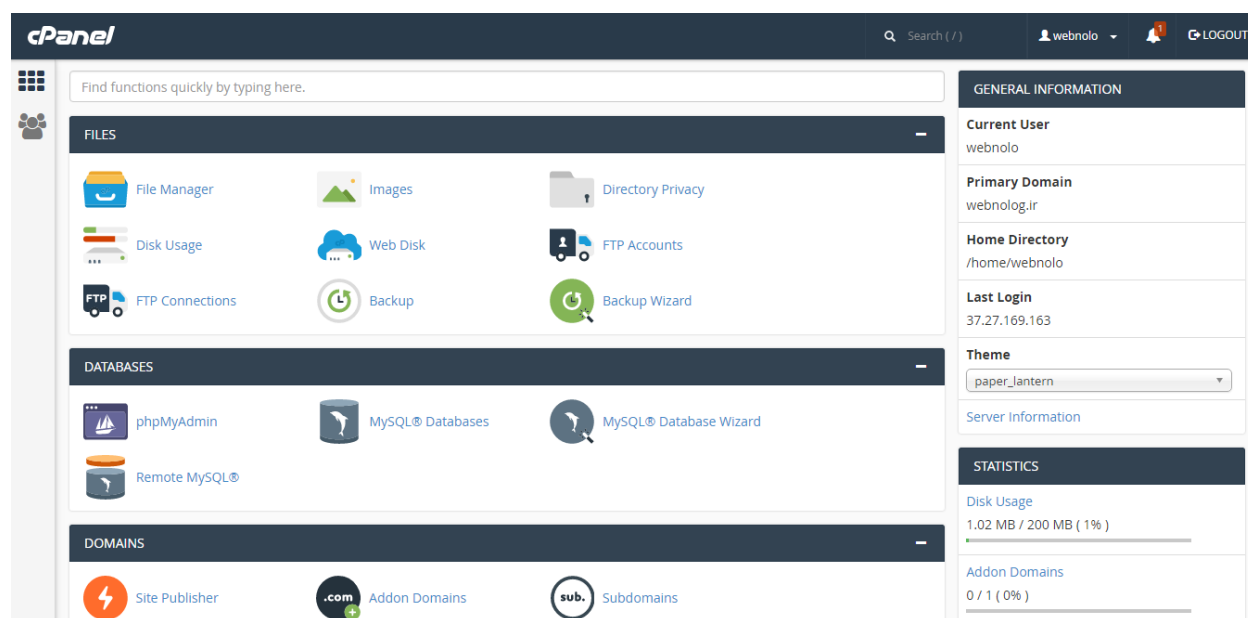 cPanel
Search ( / )
webnolo
1
LOGOUT
Find functions quickly by typing here.
FILES
File Manager
Images
Directory Privacy
Disk Usage
Web Disk
FTP Accounts
FTP
FTP Connections
Backup
Backup Wizard
DATABASES
phpMyAdmin
MySQL® Databases
MySQL® Database Wizard
Remote MySQL®
DOMAINS
Site Publisher
.com
Addon Domains
sub.
Subdomains
GENERAL INFORMATION
Current User
webnolo
Primary Domain
webnolog.ir
Home Directory
/home/webnolo
Last Login
37.27.169.163
Theme
paper_lantern
Server Information
STATISTICS
Disk Usage
1.02 MB / 200 MB ( 1% )
Addon Domains
0 / 1 ( 0% )